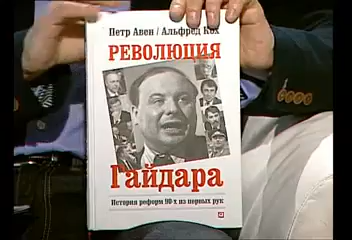 Петр Авен / Альфред Кох
РЕВОЛЮЦИЯ
Гайдара
История реформ 90-х из первых рук